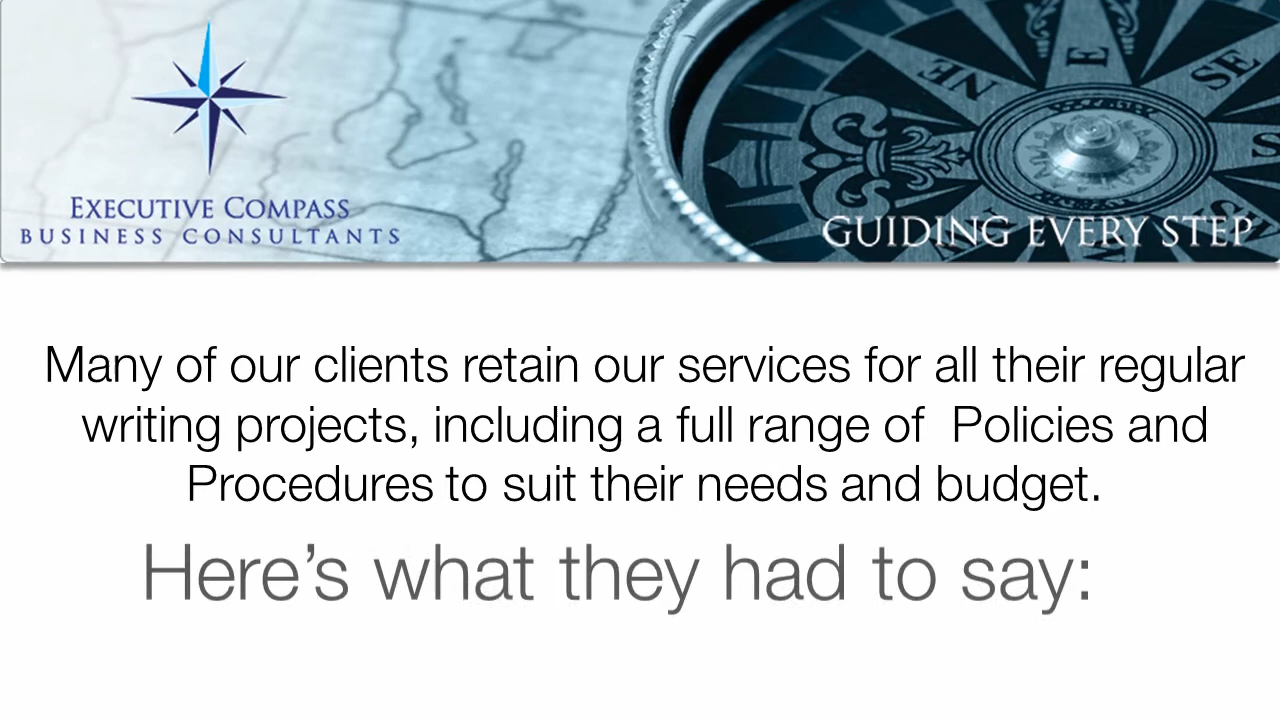 EXECUTIVE COMPASS
BUSINESS CONSULTANTS
NE
E
SE
S
GUIDING EVERY STEP
Many of our clients retain our services for all their regular
writing projects, including a full range of  Policies and
Procedures to suit their needs and budget.
Here’s what they had to say: